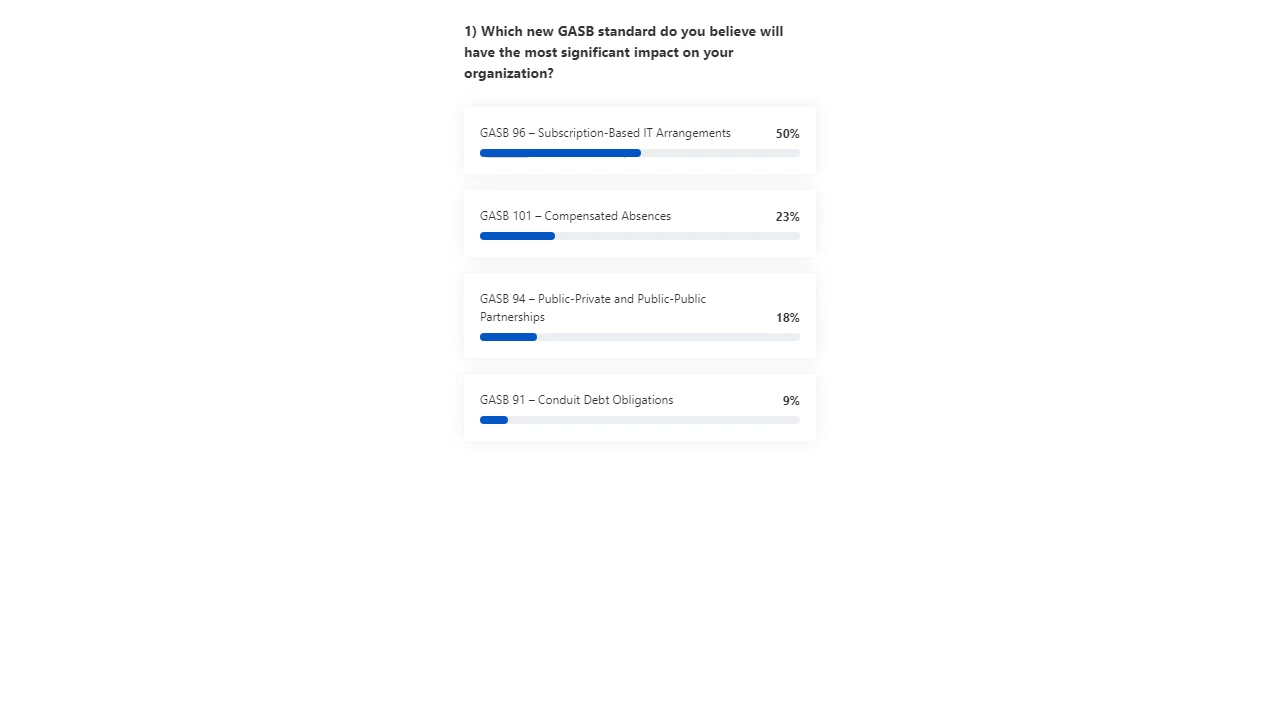 1) Which new GASB standard do you believe will
have the most significant impact on your
organization?
GASB 96 – Subscription-Based IT Arrangements 50%
GASB 101 – Compensated Absences 23%
GASB 94 – Public-Private and Public-Public
Partnerships 18%
GASB 91 – Conduit Debt Obligations 9%